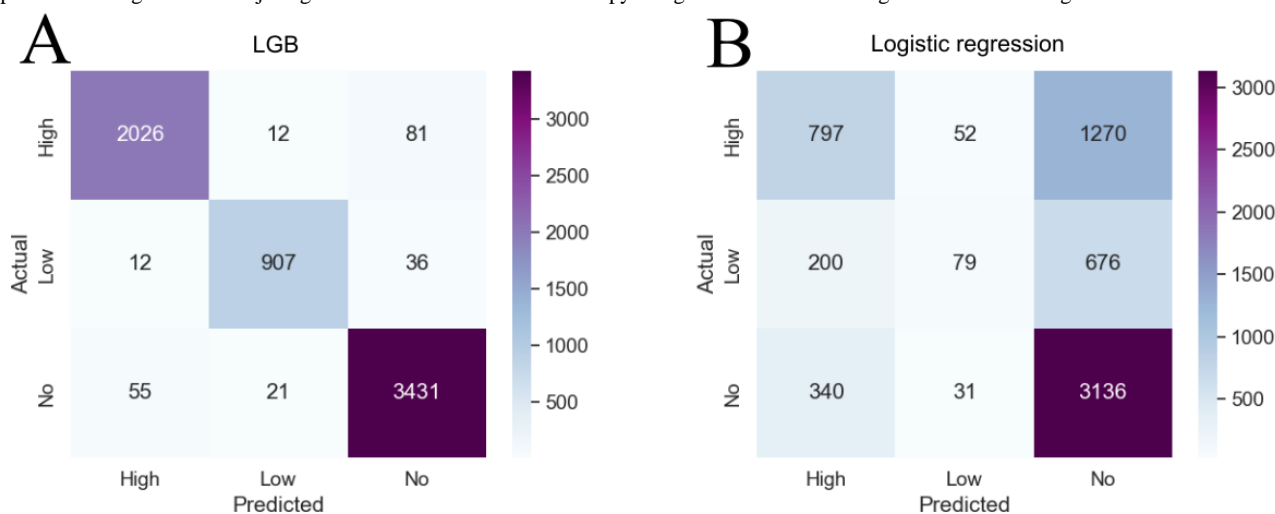 A
LGB
High
2026
12
81
Actual
Low
12
907
36
No
55
21
3431
High
Low
No
Predicted
3000
2500
2000
1500
1000
500
B
Logistic regression
High
797
52
1270
Actual
Low
200
79
676
No
340
31
3136
High
Low
No
Predicted
3000
2500
2000
1500
1000
500